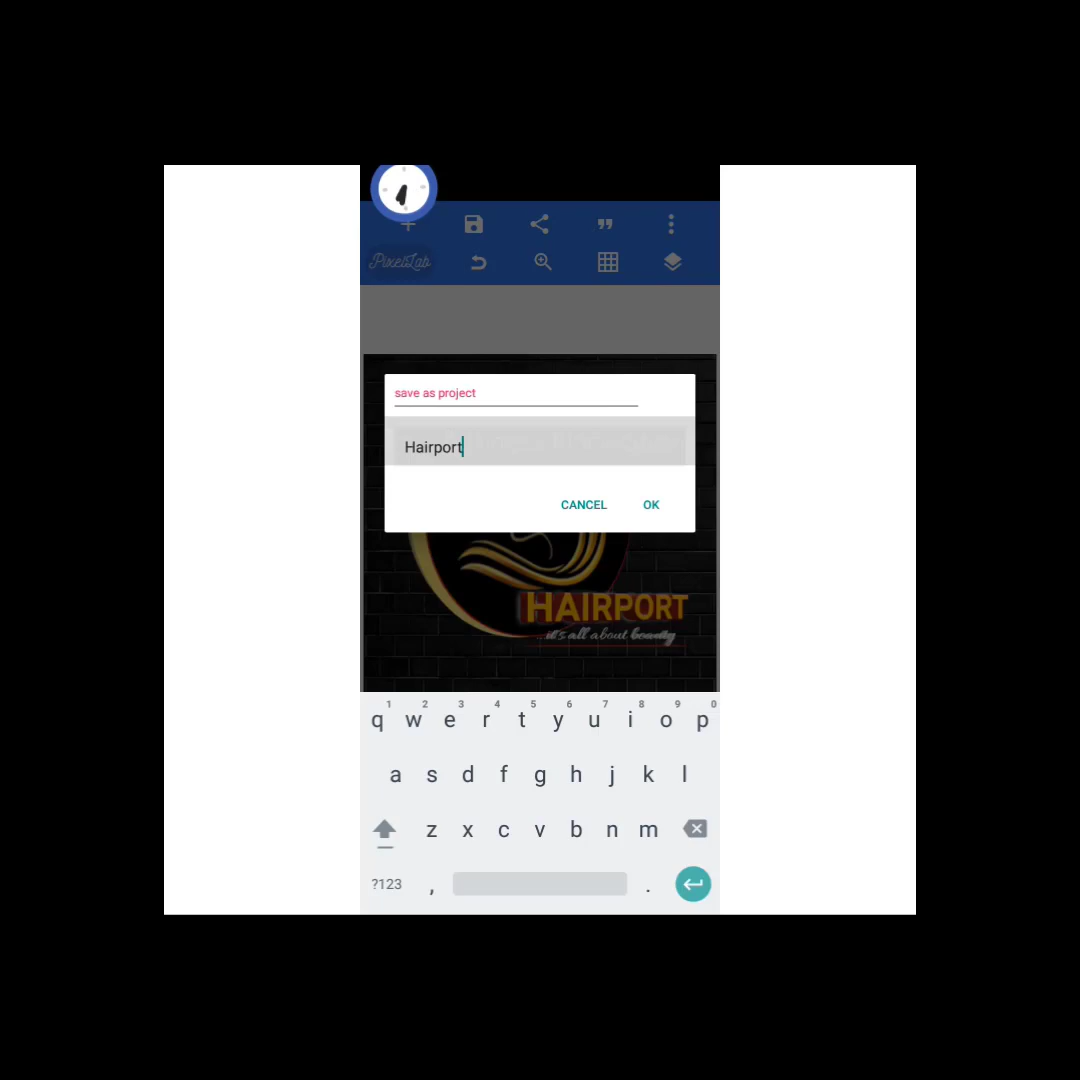 PixelLab
save as project
Hairport
CANCEL OK
HAIRPORT
...it's all about beauty
1 2 3 4 5 6 7 8 9 0
q w e r t y u i o p
a s d f g h j k l
z x c v b n m
?123 , .